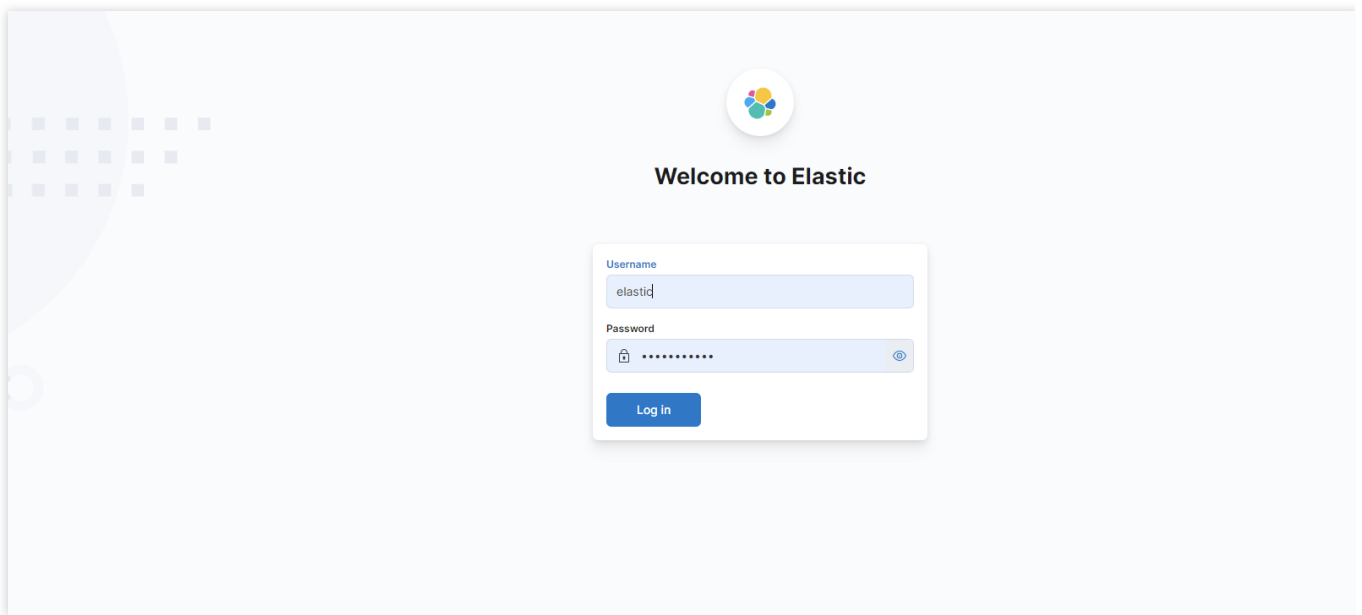 Welcome to Elastic
Username
elastic
Password
•••••••••••
Log in